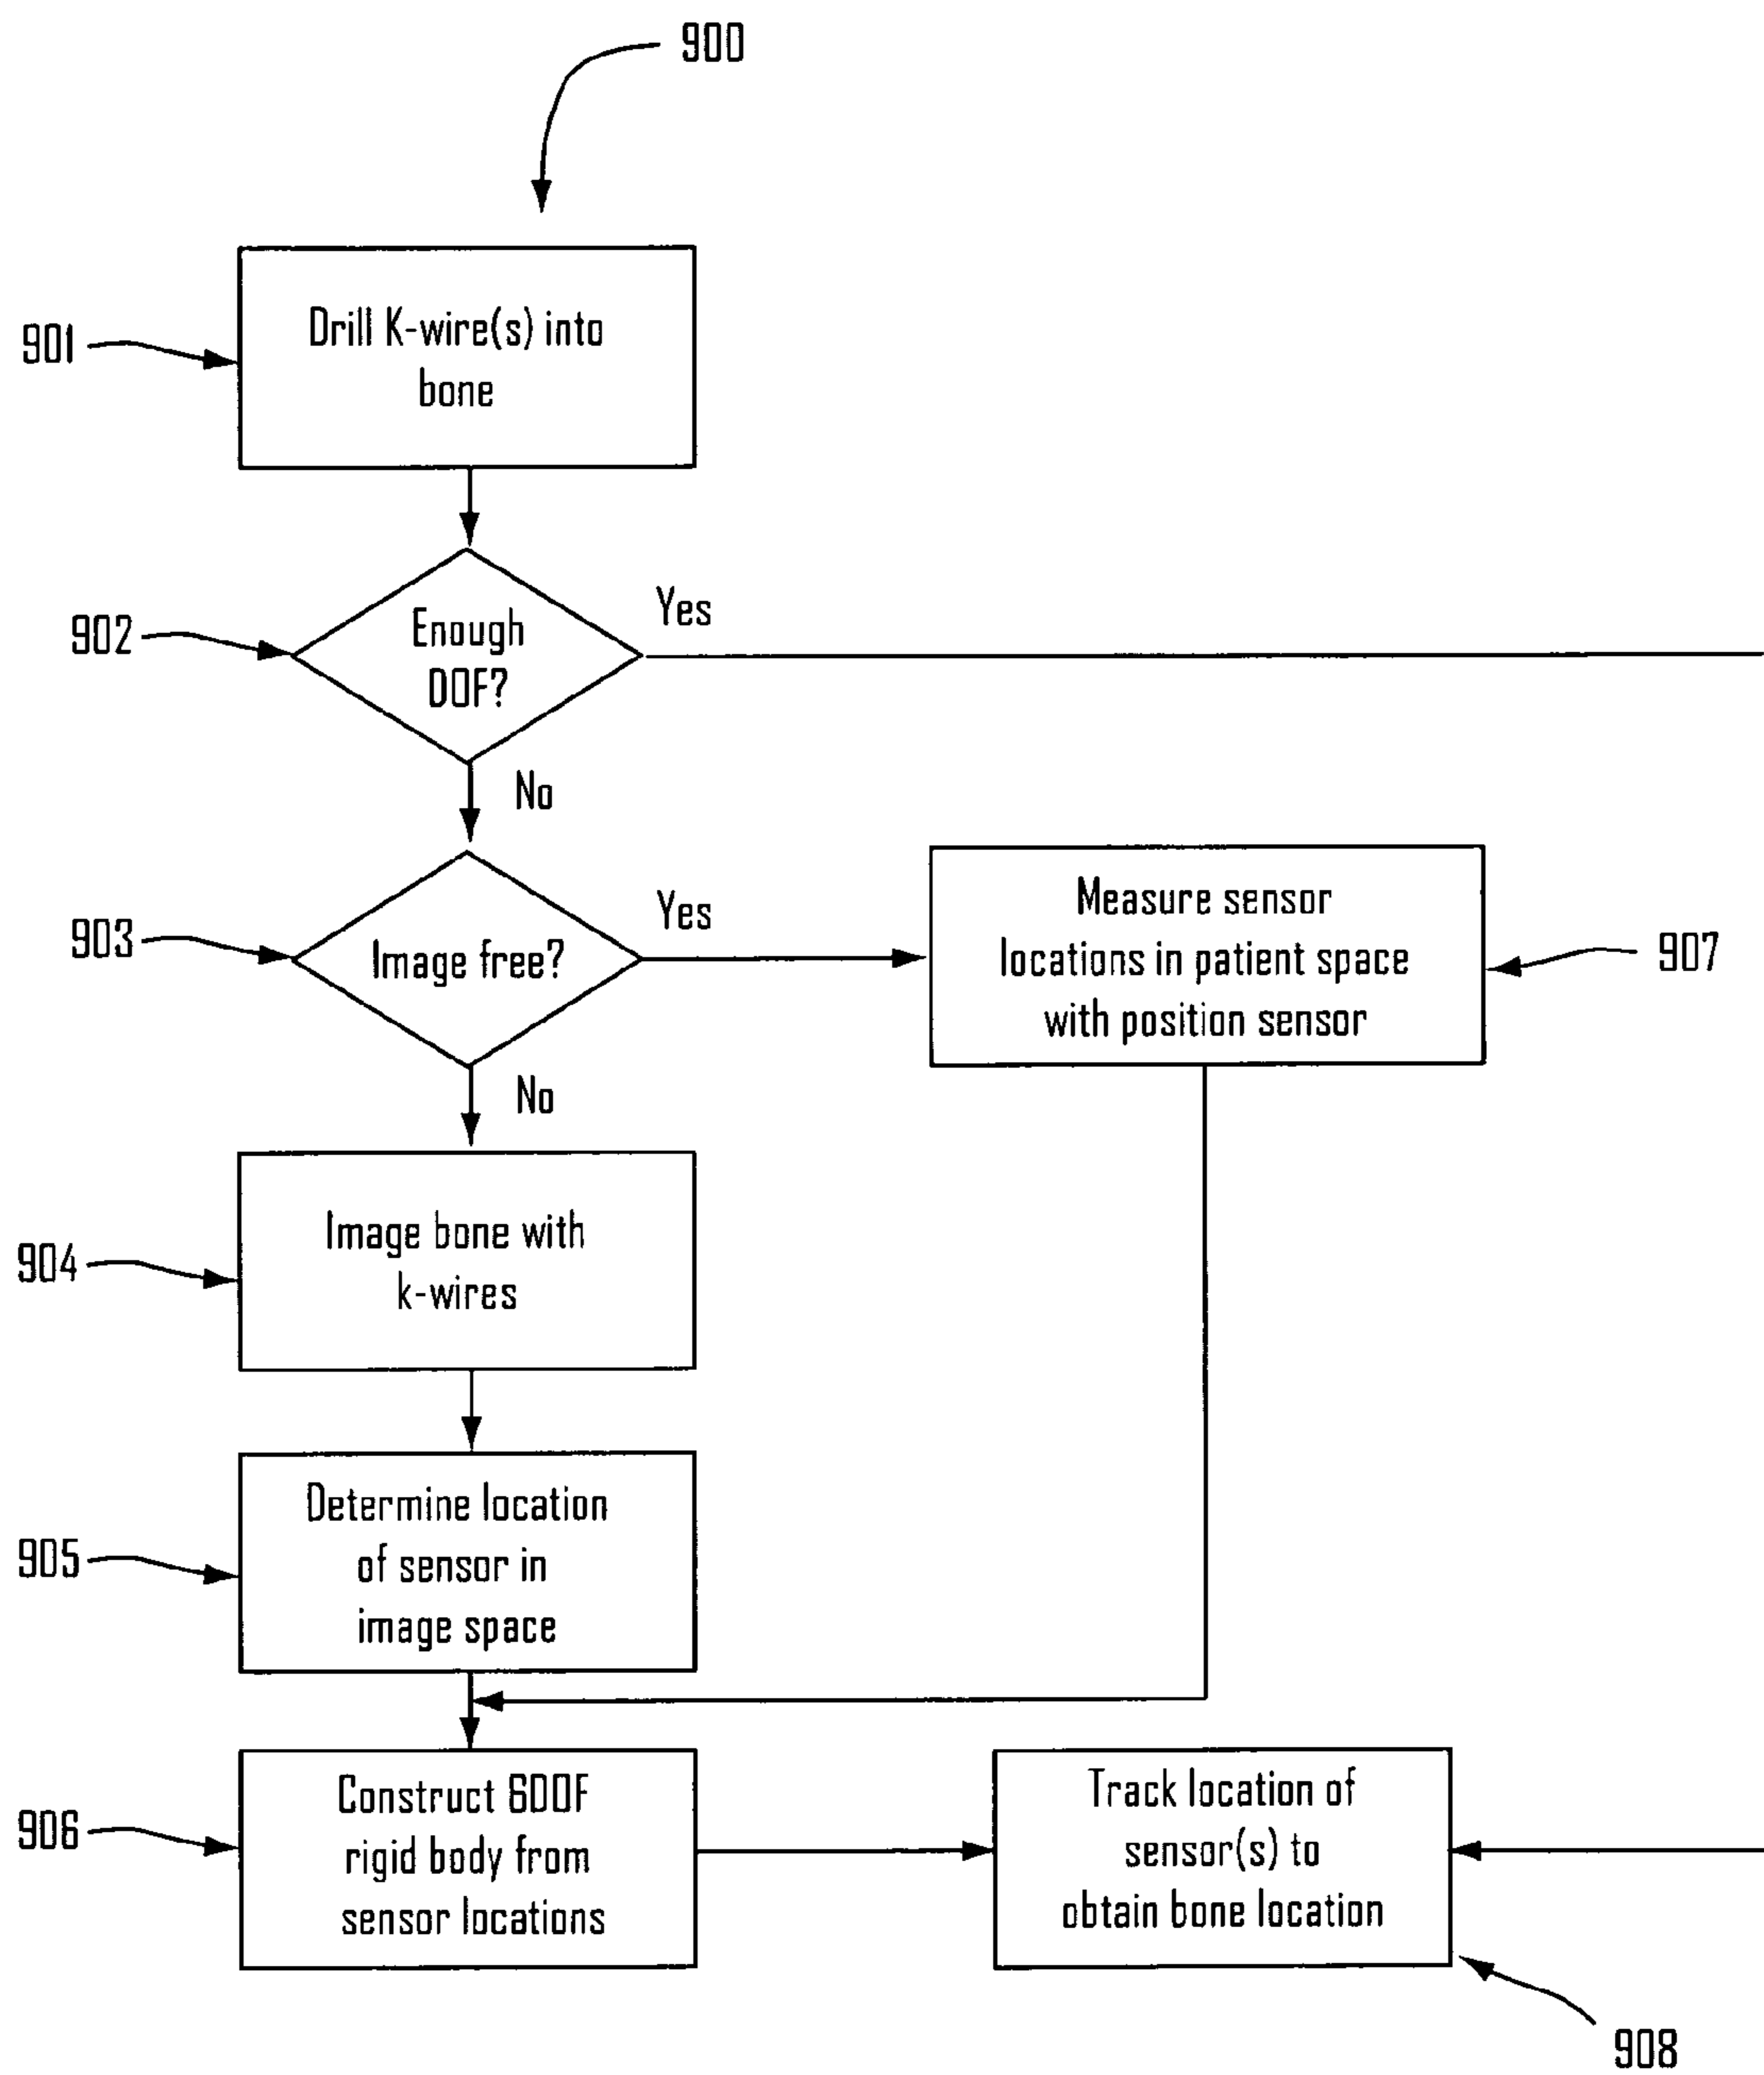 900
901
Drill K-wire(s) into
bone
902
Enough
DOF?
Yes
No
903
Image free?
Yes
Measure sensor
locations in patient space
with position sensor
907
No
904
Image bone with
k-wires
905
Determine location
of sensor in
image space
906
Construct 6DOF
rigid body from
sensor locations
Track location of
sensor(s) to
obtain bone location
908